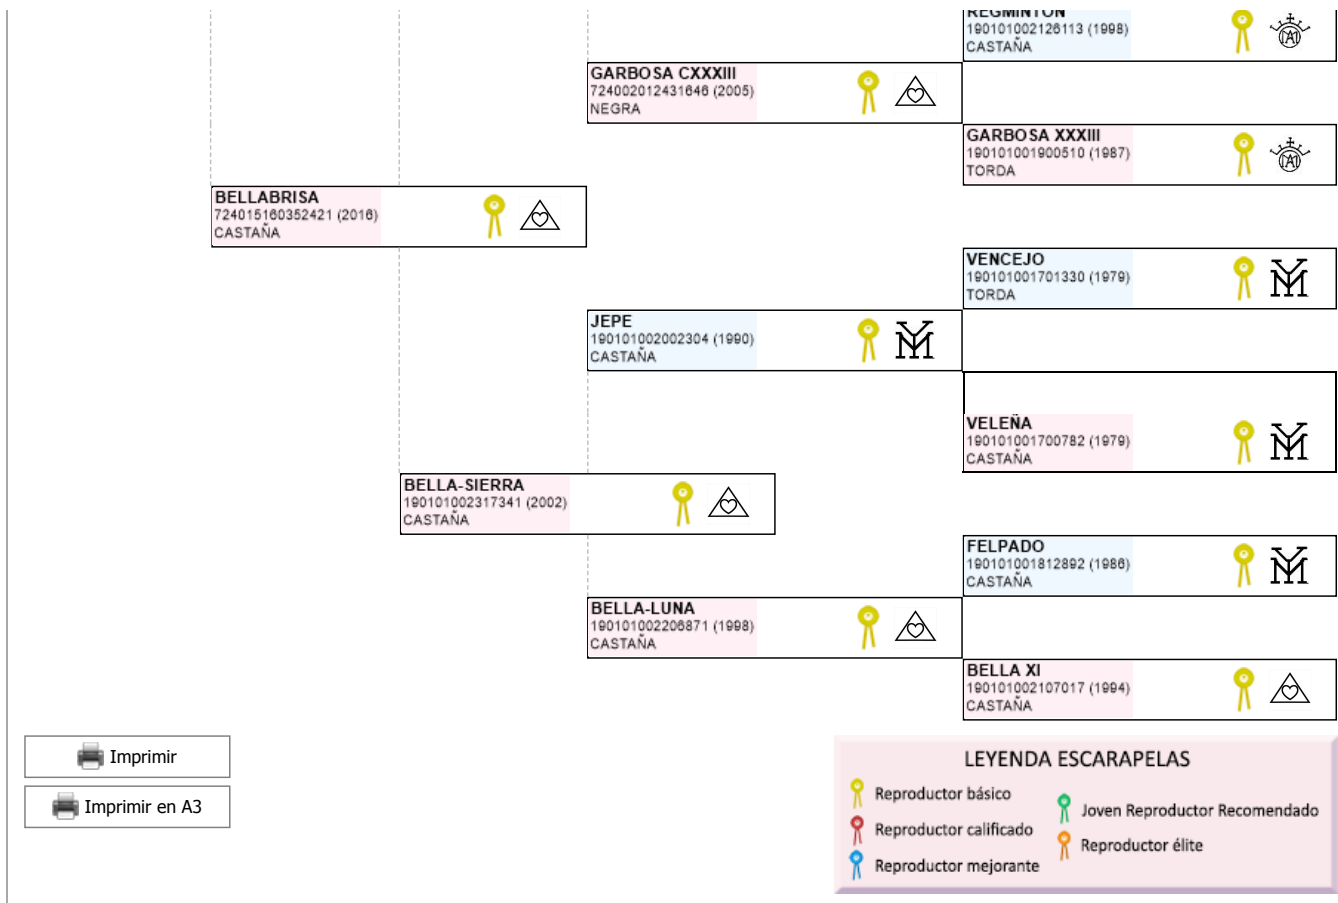 REGMINTON
190101002126113 (1998)
CASTAÑA
GARBOSA CXXXIII
724002012431646 (2005)
NEGRA
GARBOSA XXXIII
190101001900510 (1987)
TORDA
BELLABRISA
724015160352421 (2016)
CASTAÑA
VENCEJO
190101001701330 (1979)
TORDA
JEPE
190101002002304 (1990)
CASTAÑA
VELEÑA
190101001700782 (1979)
CASTAÑA
BELLA-SIERRA
190101002317341 (2002)
CASTAÑA
FELPADO
190101001812892 (1986)
CASTAÑA
BELLA-LUNA
190101002206871 (1998)
CASTAÑA
BELLA XI
190101002107017 (1994)
CASTAÑA
Imprimir
Imprimir en A3
LEYENDA ESCARAPELAS
Reproductor básico
Reproductor calificado
Reproductor mejorante
Joven Reproductor Recomendado
Reproductor élite